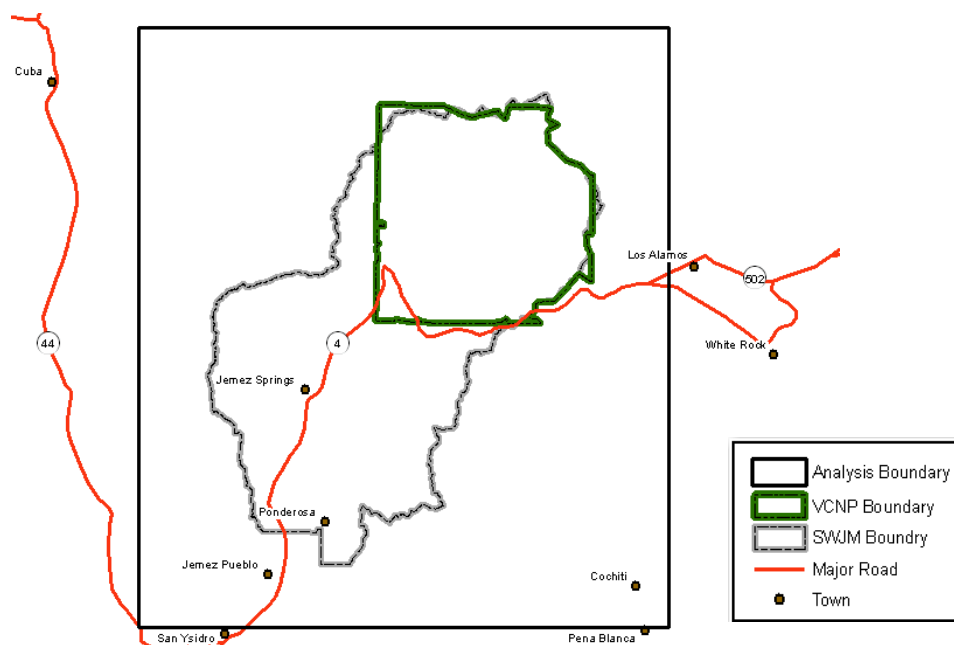 Cuba
Los Alamos
502
White Rock
44
4
Jemez Springs
Ponderosa
Jemez Pueblo
Cochiti
San Ysidro
Pena Blanca
Analysis Boundary
VCNP Boundary
SWJM Boundry
Major Road
Town